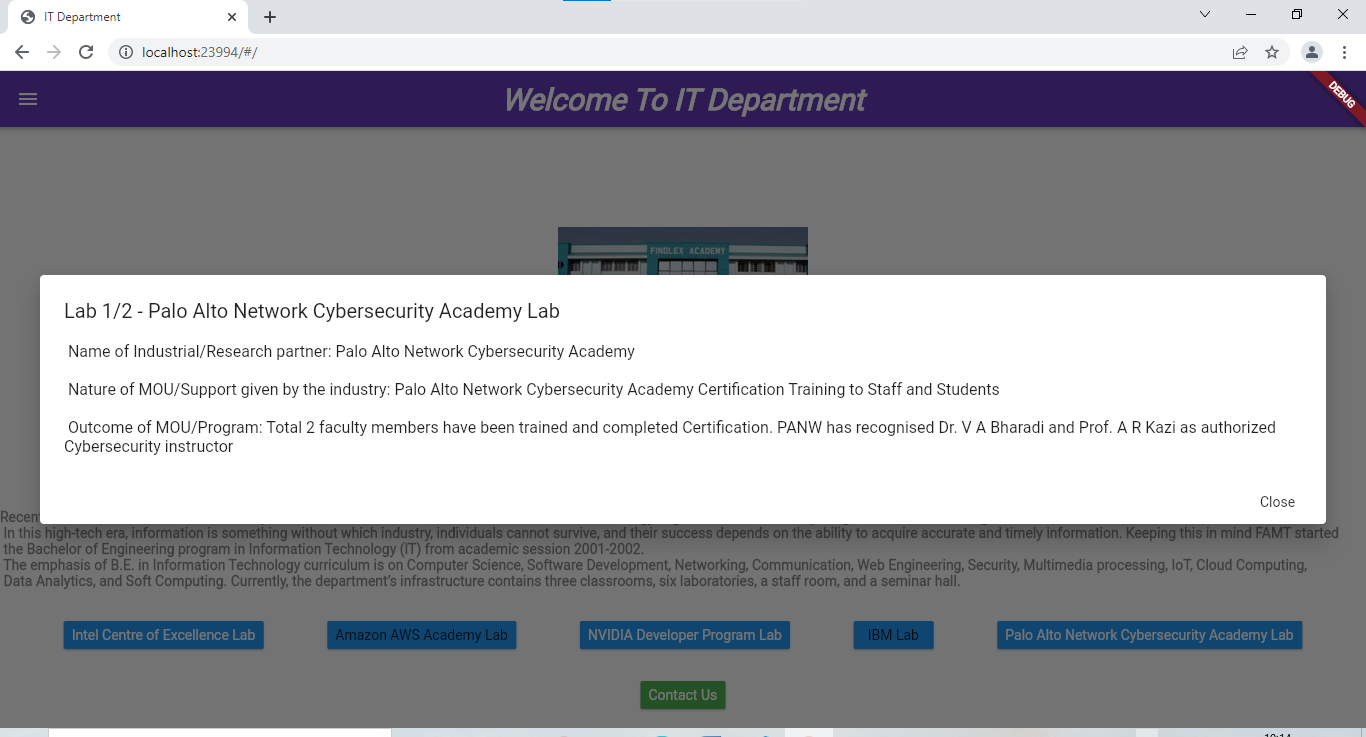 IT Department
localhost:23994/#/
Welcome To IT Department
DEBUG
FINOLEX ACADEMY
Lab 1/2 - Palo Alto Network Cybersecurity Academy Lab
Name of Industrial/Research partner: Palo Alto Network Cybersecurity Academy
Nature of MOU/Support given by the industry: Palo Alto Network Cybersecurity Academy Certification Training to Staff and Students
Outcome of MOU/Program: Total 2 faculty members have been trained and completed Certification. PANW has recognised Dr. V A Bharadi and Prof. A R Kazi as authorized
Cybersecurity instructor
Close
In this high-tech era, information is something without which industry, individuals cannot survive, and their success depends on the ability to acquire accurate and timely information. Keeping this in mind FAMT started
the Bachelor of Engineering program in Information Technology (IT) from academic session 2001-2002.
The emphasis of B.E. in Information Technology curriculum is on Computer Science, Software Development, Networking, Communication, Web Engineering, Security, Multimedia processing, IoT, Cloud Computing,
Data Analytics, and Soft Computing. Currently, the department's infrastructure contains three classrooms, six laboratories, a staff room, and a seminar hall.
Intel Centre of Excellence Lab
Amazon AWS Academy Lab
NVIDIA Developer Program Lab
IBM Lab
Palo Alto Network Cybersecurity Academy Lab
Contact Us